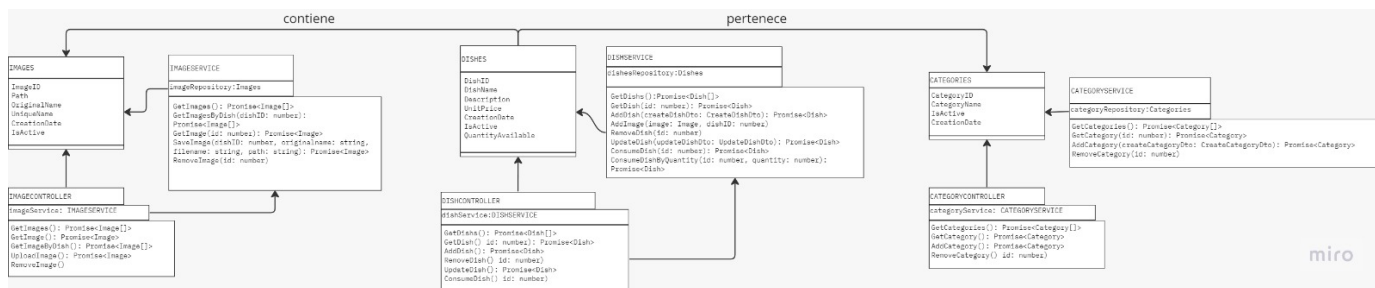 contiene
pertenece
IMAGES
ImageID
Path
OriginalName
UniqueName
CreationDate
IsActive
IMAGESERVICE
imageRepository:Images
GetImages(): Promise<Image[]>
GetImagesByDish(dishID: number):
Promise<Image[]>
GetImage(id: number): Promise<Image>
SaveImage(dishID: number, originalname: string,
filename: string, path: string): Promise<Image>
RemoveImage(id: number)
IMAGECONTROLLER
imageService: IMAGESERVICE
GetImages(): Promise<Image[]>
GetImage(): Promise<Image>
GetImageByDish(): Promise<Image[]>
UploadImage(): Promise<Image>
RemoveImage()
DISHES
DishID
DishName
Description
UnitPrice
CreationDate
IsActive
QuantityAvailable
DISHSERVICE
dishesRepository:Dishes
GetDishs():Promise<Dish[]>
GetDish(id: number): Promise<Dish>
AddDish(createDishDto: CreateDishDto): Promise<Dish>
AddImage(image: Image, dishID: number)
RemoveDish(id: number)
UpdateDish(updateDishDto: UpdateDishDto): Promise<Dish>
ConsumeDish(id: number): Promise<Dish>
ConsumeDishByQuantity(id: number, quantity: number):
Promise<Dish>
DISHCONTROLLER
dishService:DISHSERVICE
GetDishs(): Promise<Dish[]>
GetDish() id: number): Promise<Dish>
AddDish(): Promise<Dish>
RemoveDish() id: number)
UpdateDish(): Promise<Dish>
ConsumeDish() id: number)
CATEGORIES
CategoryID
CategoryName
IsActive
CreationDate
CATEGORYSERVICE
categoryRepository:Categories
GetCategories(): Promise<Category[]>
GetCategory(id: number): Promise<Category>
AddCategory(createCategoryDto: CreateCategoryDto): Promise<Category>
RemoveCategory(id: number)
CATEGORYCONTROLLER
categoryService: CATEGORYSERVICE
GetCategories(): Promise<Category[]>
GetCategory(): Promise<Category>
AddCategory(): Promise<Category>
RemoveCategory() id: number)
miro